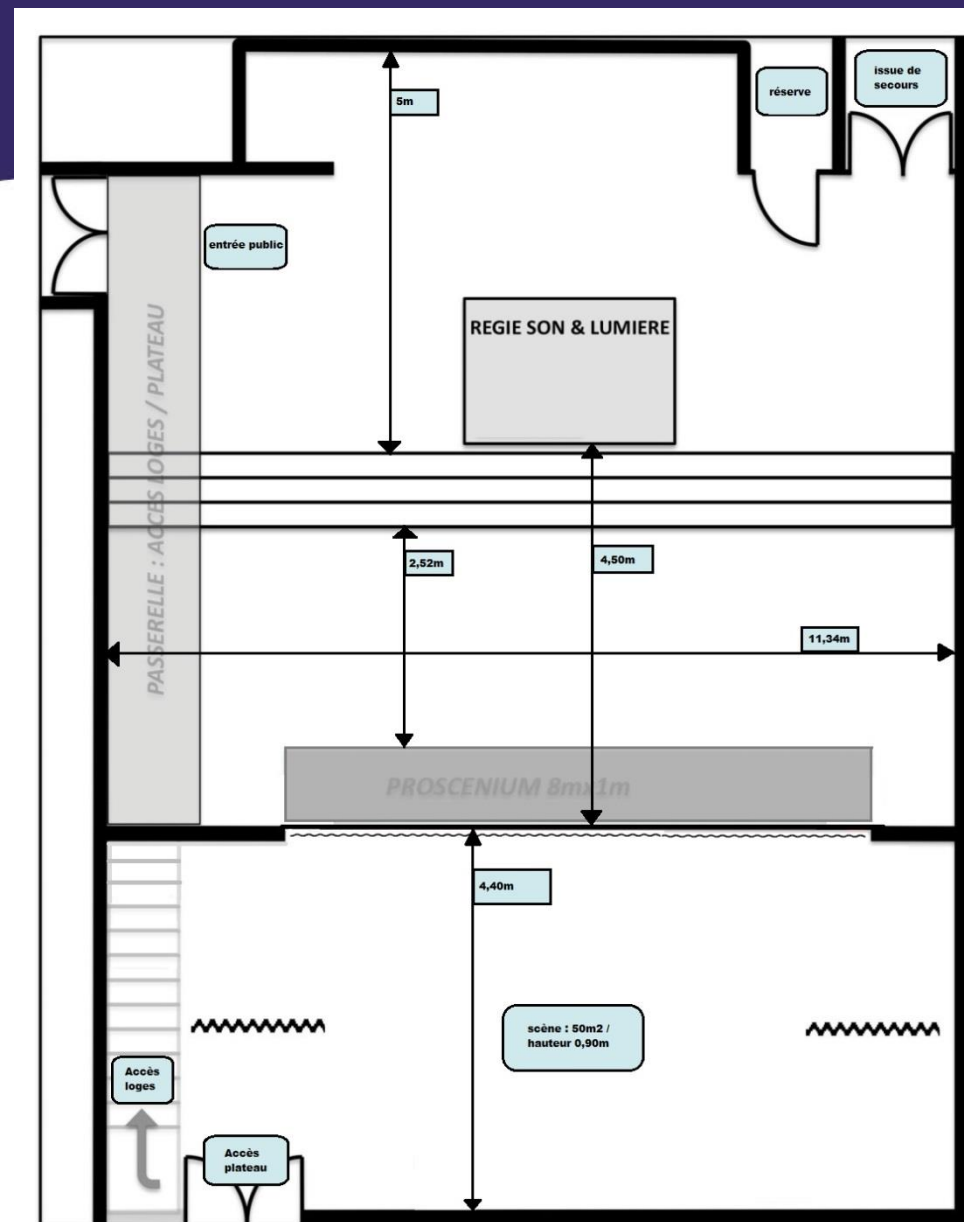 5m
réserve
issue de
secours
entrée public
REGIE SON & LUMIERE
PASSERELLE : ACCES LOGES / PLATEAU
2,52m
4,50m
11,34m
PROSCENIUM 8mx1m
4,40m
scène : 50m2 /
hauteur 0,90m
Accès
loges
Accès
plateau